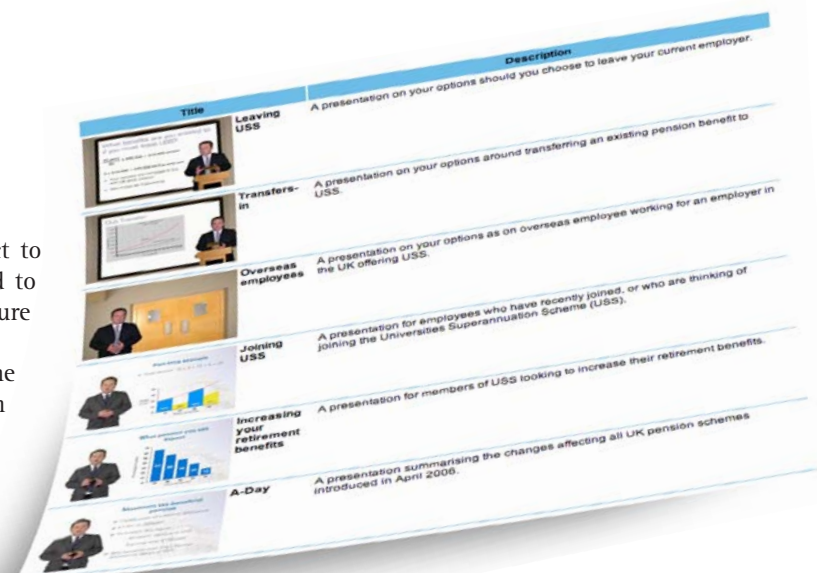 ct to
d to
ure
ne
n
Title
Description
Leaving
USS
A presentation on your options should you choose to leave your current employer.
Transfers-
in
A presentation on your options around transferring an existing pension benefit to
USS.
Overseas
employees
A presentation on your options as on overseas employee working for an employer in
the UK offering USS.
Joining
USS
A presentation for employees who have recently joined, or who are thinking of
joining the Universities Superannuation Scheme (USS).
Increasing
your
retirement
benefits
A presentation for members of USS looking to increase their retirement benefits.
A-Day
A presentation summarising the changes affecting all UK pension schemes
introduced in April 2006.